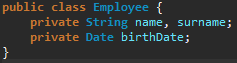 public class Employee {
    private String name, surname;
    private Date birthDate;
}